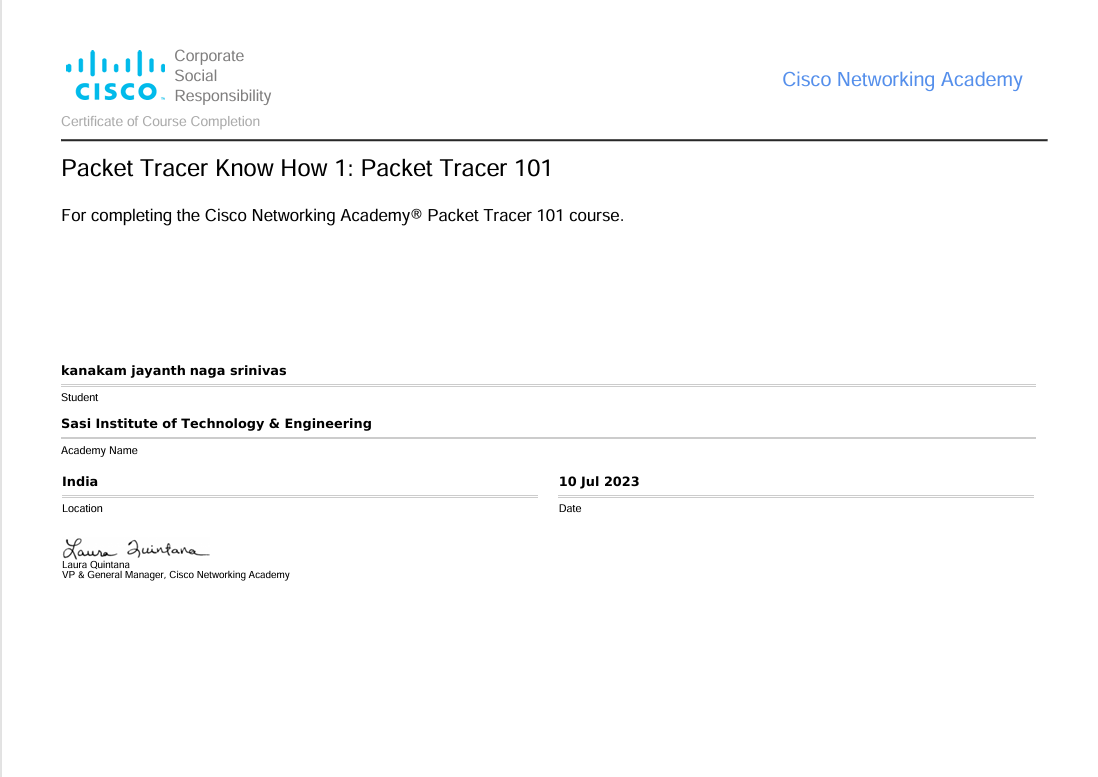 Corporate
Social
Responsibility
CISCO
Cisco Networking Academy
Certificate of Course Completion
Packet Tracer Know How 1: Packet Tracer 101
For completing the Cisco Networking Academy® Packet Tracer 101 course.
kanakam jayanth naga srinivas
Student
Sasi Institute of Technology & Engineering
Academy Name
India
Location
10 Jul 2023
Date
Laura Quintana
Laura Quintana
VP & General Manager, Cisco Networking Academy